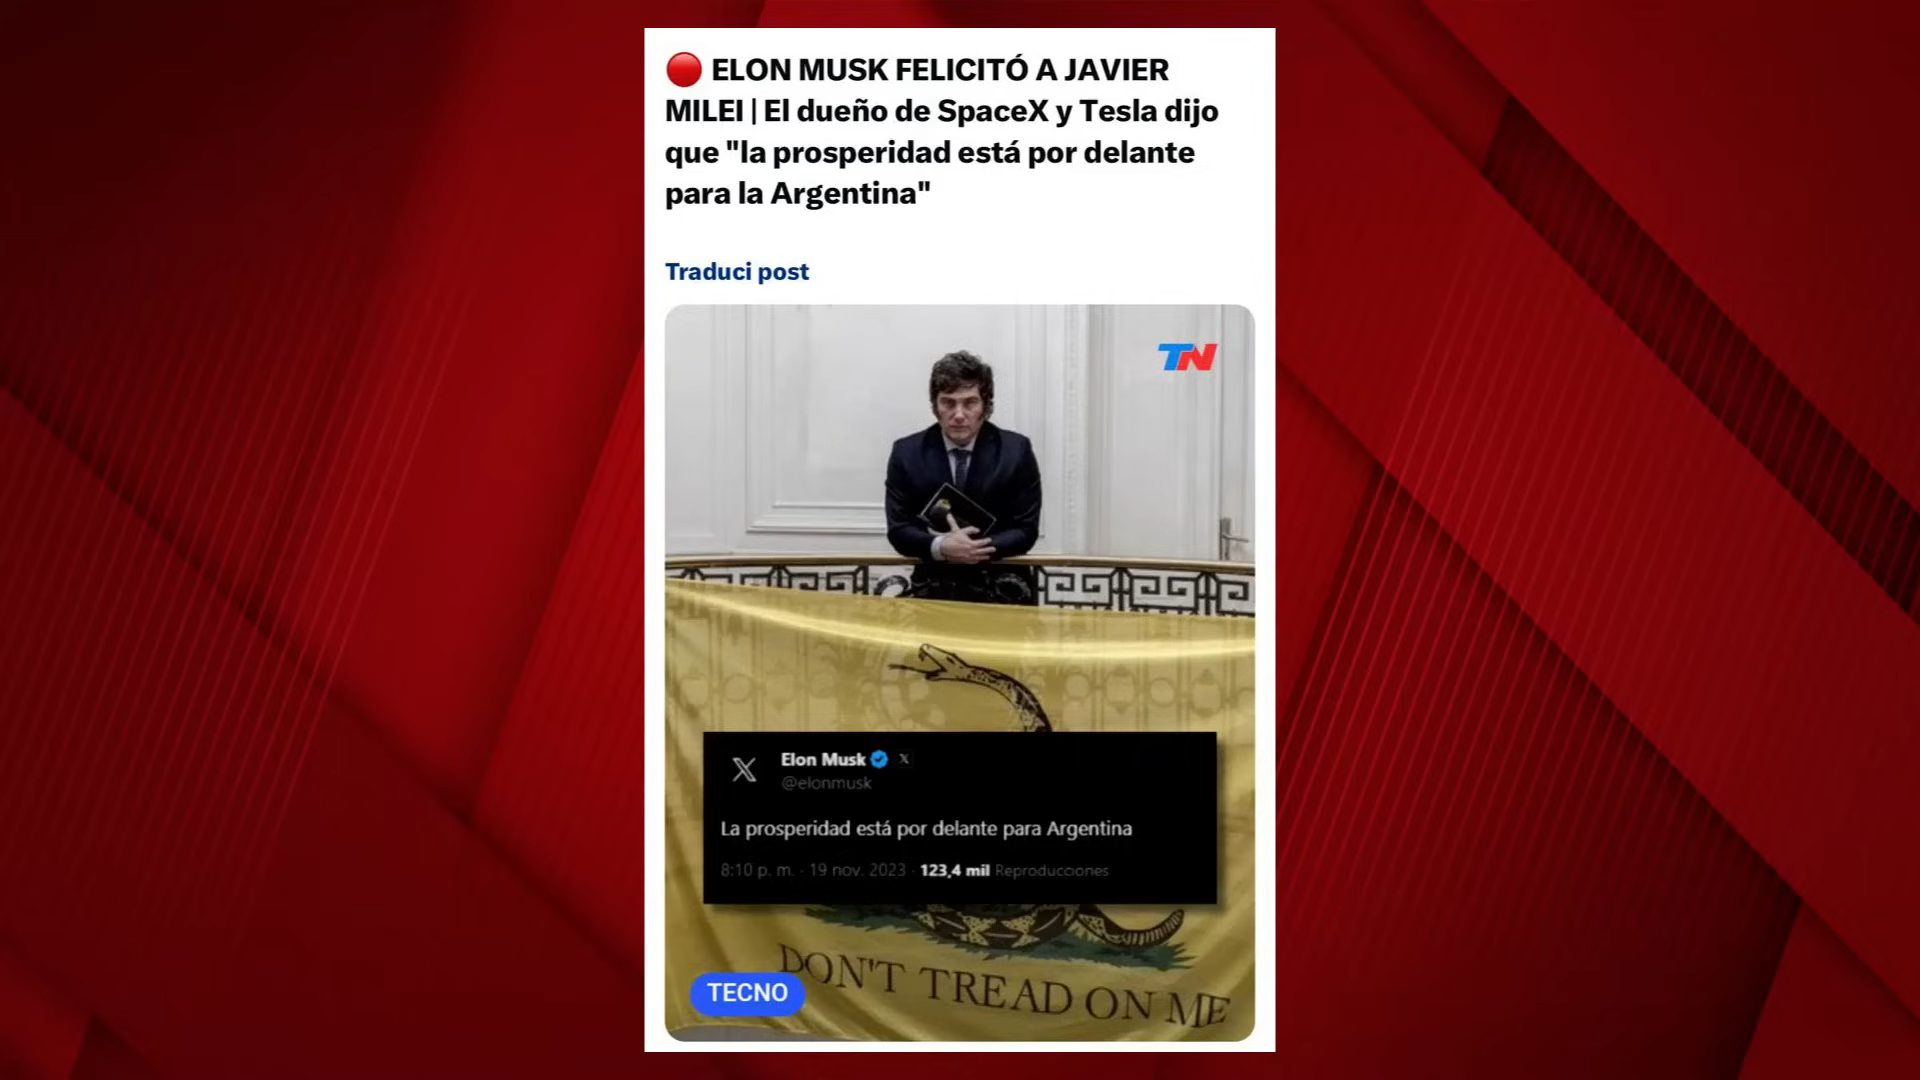 🔴 ELON MUSK FELICITÓ A JAVIER
MILEI | El dueño de SpaceX y Tesla dijo
que "la prosperidad está por delante
para la Argentina"
Traduci post
TN
Elon Musk
@elonmusk
La prosperidad está por delante para Argentina
8:10 p. m. · 19 nov. 2023 · 123,4 mil Reproducciones
DON'T TREAD ON ME
TECNO